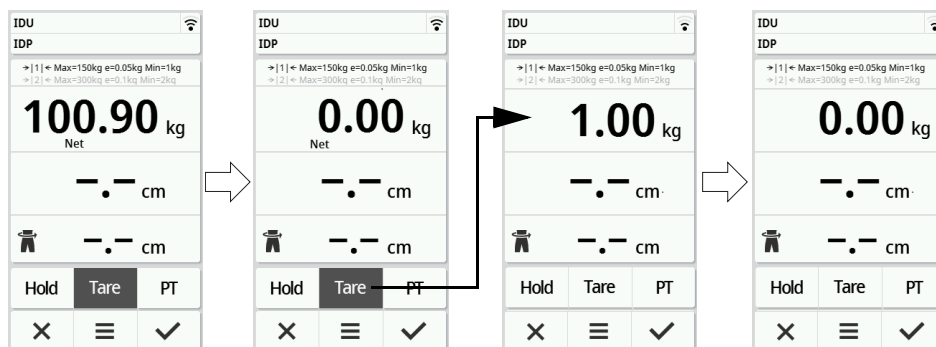 IDU
IDP
→|1|← Max=150kg e=0.05kg Min=1kg
→|2|← Max=300kg e=0.1kg Min=2kg
100.90 kg
Net
–.– cm
–.– cm
Hold Tare PT
IDU
IDP
→|1|← Max=150kg e=0.05kg Min=1kg
→|2|← Max=300kg e=0.1kg Min=2kg
0.00 kg
Net
–.– cm
–.– cm
Hold Tare PT
IDU
IDP
→|1|← Max=150kg e=0.05kg Min=1kg
→|2|← Max=300kg e=0.1kg Min=2kg
1.00 kg
–.– cm
–.– cm
Hold Tare PT
IDU
IDP
→|1|← Max=150kg e=0.05kg Min=1kg
→|2|← Max=300kg e=0.1kg Min=2kg
0.00 kg
–.– cm
–.– cm
Hold Tare PT